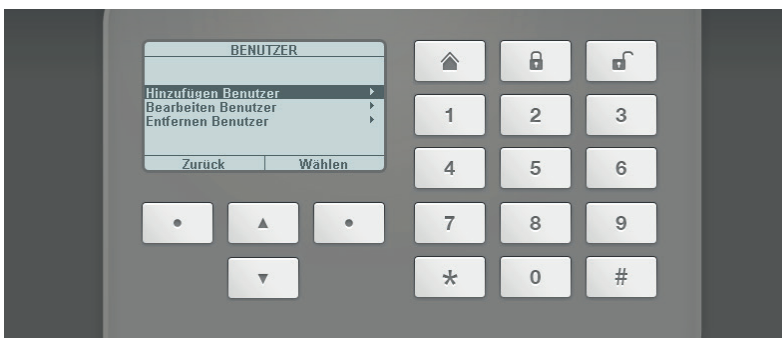 BENUTZER
Hinzufügen Benutzer
Bearbeiten Benutzer
Entfernen Benutzer
Zurück Wählen
1 2 3
4 5 6
7 8 9
* 0 #